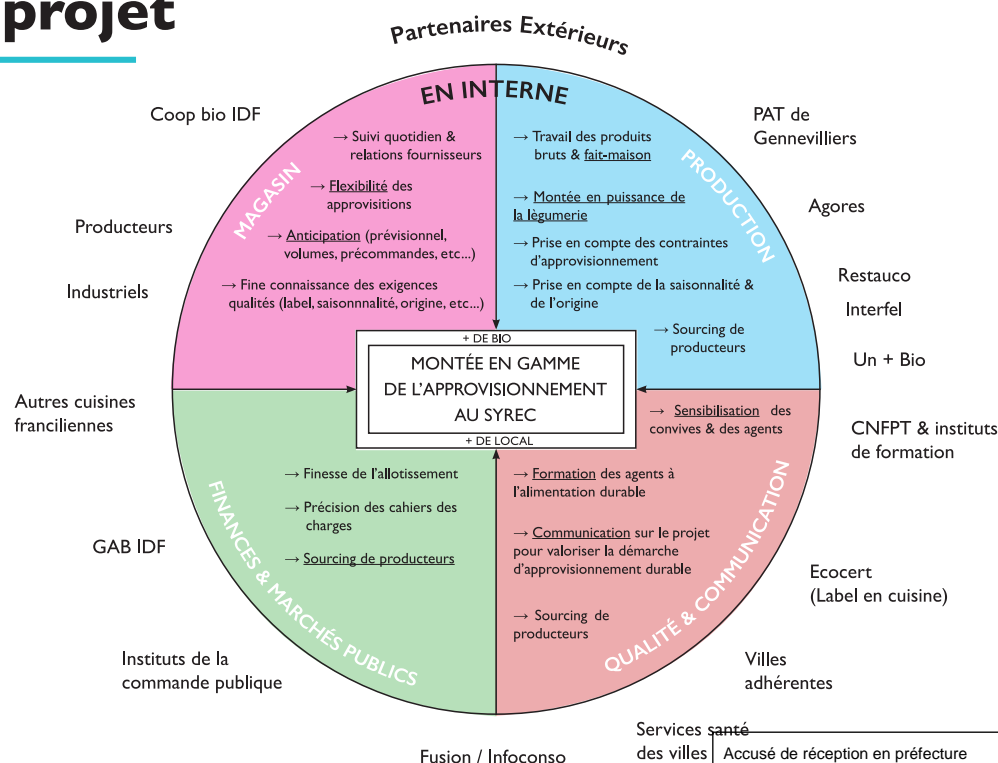 projet
Partenaires Extérieurs
EN INTERNE
Coop bio IDF
Producteurs
Industriels
Autres cuisines
franciliennes
GAB IDF
Instituts de la
commande publique
Fusion / Infoconso
MAGASIN
→ Suivi quotidien &
relations fournisseurs
→ Flexibilité des
approvisitions
→ Anticipation (prévisionnel,
volumes, précommandes, etc...)
→ Fine connaissance des exigences
qualités (label, saisonnnalité, origine, etc...)
PRODUCTION
→ Travail des produits
bruts & fait-maison
→ Montée en puissance de
la lègumerie
→ Prise en compte des contraintes
d'approvisionnement
→ Prise en compte de la saisonnalité &
de l'origine
→ Sourcing de
producteurs
+ DE BIO
MONTÉE EN GAMME
DE L'APPROVISIONNEMENT
AU SYREC
+ DE LOCAL
FINANCES & MARCHÉS PUBLICS
→ Finesse de l'allotissement
→ Précision des cahiers des
charges
→ Sourcing de producteurs
QUALITÉ & COMMUNICATION
→ Sensibilisation des
convives & des agents
→ Formation des agents à
l'alimentation durable
→ Communication sur le projet
pour valoriser la démarche
d'approvisionnement durable
→ Sourcing de
producteurs
PAT de
Gennevilliers
Agores
Restauco
Interfel
Un + Bio
CNFPT & instituts
de formation
Ecocert
(Label en cuisine)
Villes
adhérentes
Services santé
des villes
Accusé de réception en préfecture